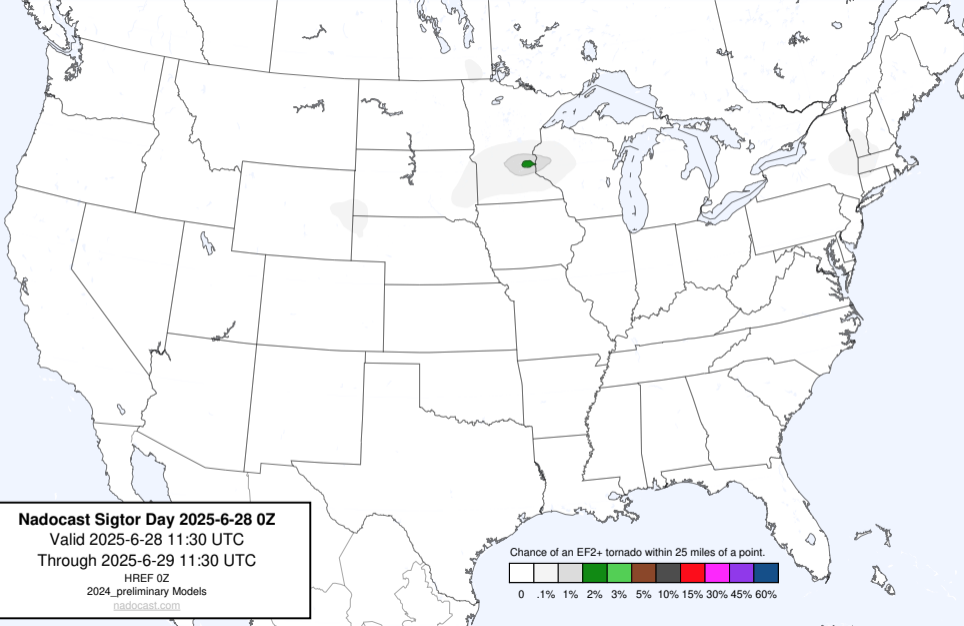 Nadocast Sigtor Day 2025-6-28 0Z
Valid 2025-6-28 11:30 UTC
Through 2025-6-29 11:30 UTC
HREF 0Z
2024_preliminary Models
nadocast.com
Chance of an EF2+ tornado within 25 miles of a point.
0 .1% 1% 2% 3% 5% 10% 15% 30% 45% 60%